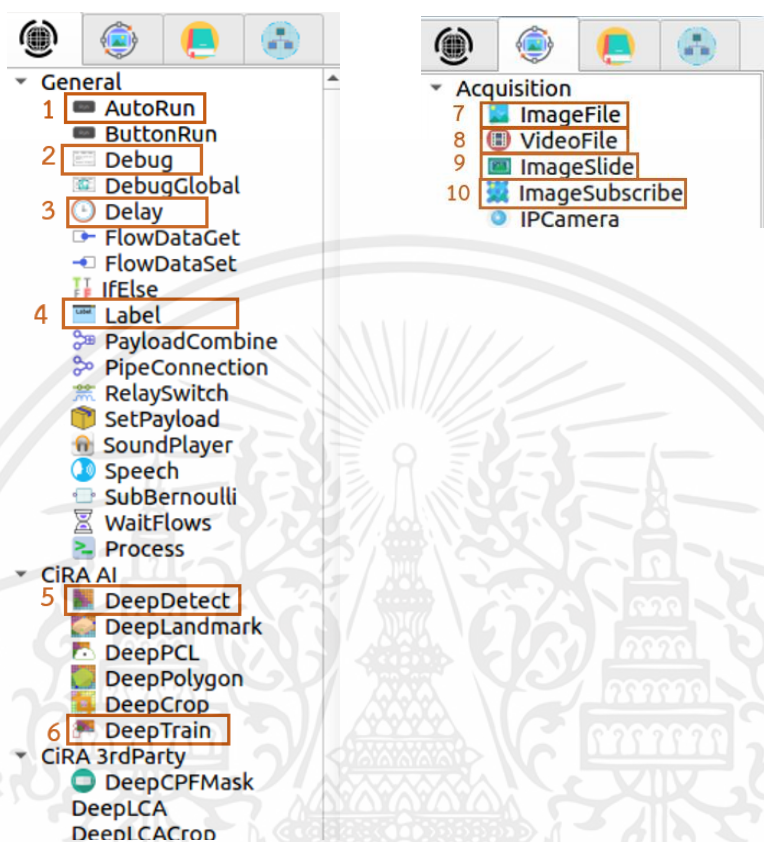 General
1 AutoRun
ButtonRun
2 Debug
DebugGlobal
3 Delay
FlowDataGet
FlowDataSet
IfElse
4 Label
PayloadCombine
PipeConnection
RelaySwitch
SetPayload
SoundPlayer
Speech
SubBernoulli
WaitFlows
Process
CiRA AI
5 DeepDetect
DeepLandmark
DeepPCL
DeepPolygon
DeepCrop
6 DeepTrain
CiRA 3rdParty
DeepCPFMask
DeepLCA
DeepLCACrop
Acquisition
7 ImageFile
8 VideoFile
9 ImageSlide
10 ImageSubscribe
IPCamera